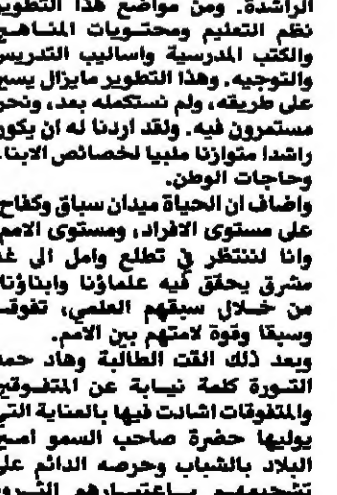 الراشدة. ومن مواضع هذا التطوير
نظم التعليم ومحتويات المناهج
والكتب المدرسية واساليب التدريس
والتوجيه. وهذا التطوير مايزال يسير
على طريقه، ولم نستكمله بعد، ونحن
مستمرون فيه. ولقد اردنا له ان يكون
راشدا متوازنا ملبيا لخصائص الابناء
وحاجات الوطن.
واضاف ان الحياة ميدان سباق وكفاح
على مستوى الافراد، ومستوى الامم
وانا لننتظر في تطلع وامل الى غد
مشرق يحقق فيه علماؤنا وابناؤنا
من خلال سبقهم العلمي، تفوقا
وسبقا وقوة لامتهم بين الامم.
وبعد ذلك القت الطالبة وهاد حمد
التورة كلمة نيابة عن المتفوقين
والمتفوقات اشادت فيها بالعناية التي
يوليها حضرة صاحب السمو امير
البلاد بالشباب وحرصه الدائم على
تشجيعهم باعتبارهم الثروة